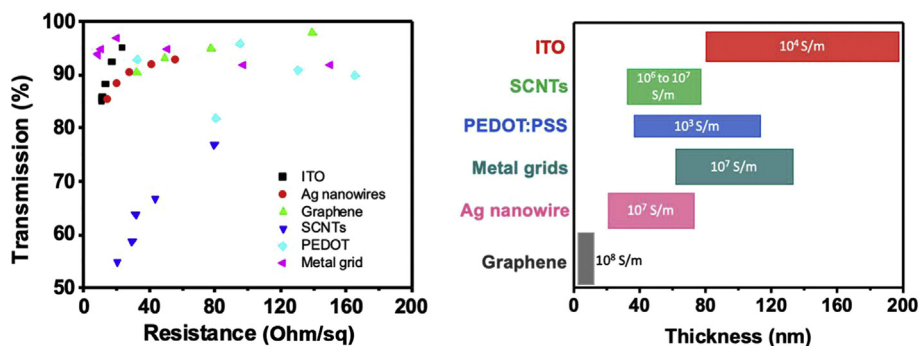 100
90
80
70
60
50
Transmission (%)
ITO
Ag nanowires
Graphene
SCNTs
PEDOT
Metal grid
0 40 80 120 160 200
Resistance (Ohm/sq)
ITO
10⁴ S/m
SCNTs
10⁶ to 10⁷
S/m
PEDOT:PSS
10³ S/m
Metal grids
10⁷ S/m
Ag nanowire
10⁷ S/m
Graphene
10⁸ S/m
0 40 80 120 160 200
Thickness (nm)